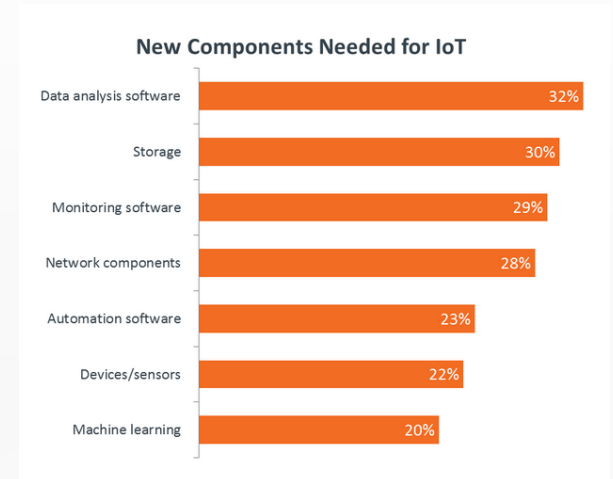 New Components Needed for IoT
Data analysis software 32%
Storage 30%
Monitoring software 29%
Network components 28%
Automation software 23%
Devices/sensors 22%
Machine learning 20%